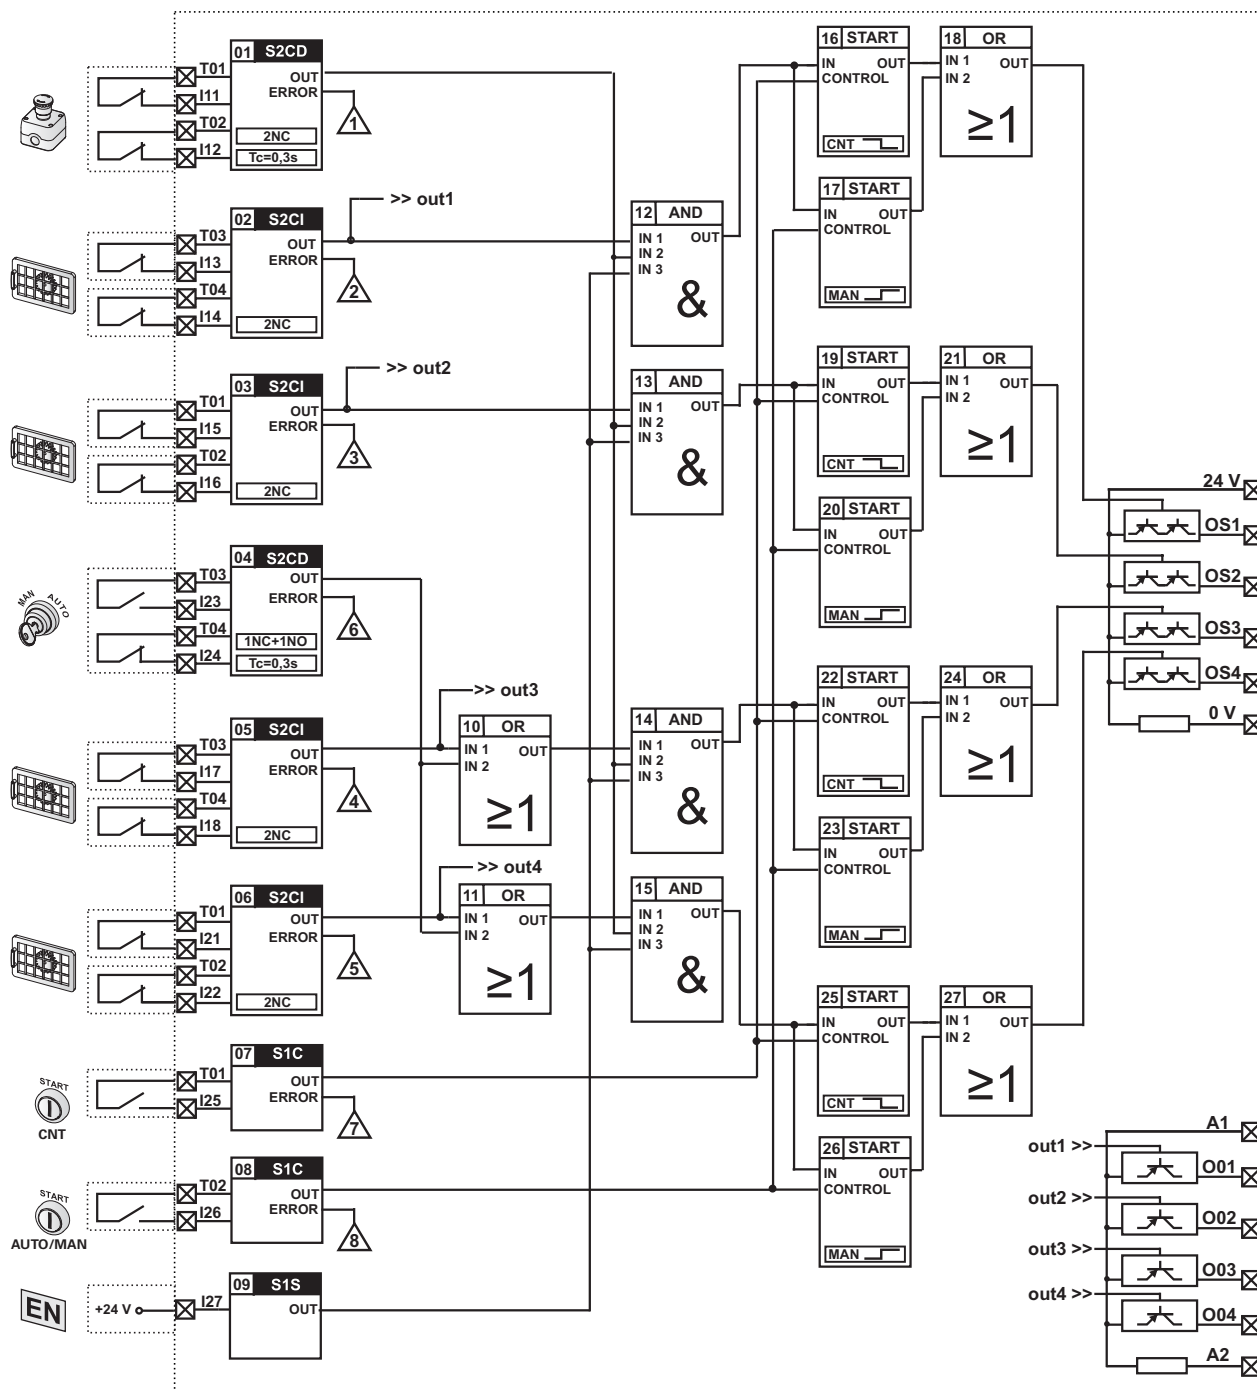 01 S2CD
T01
OUT
I11
ERROR
1
T02
2NC
I12
Tc=0,3s
>> out1
02 S2CI
T03
OUT
I13
ERROR
2
T04
I14
2NC
>> out2
03 S2CI
T01
OUT
I15
ERROR
3
T02
I16
2NC
MAN AUTO
04 S2CD
T03
OUT
I23
ERROR
6
T04
1NC+1NO
I24
Tc=0,3s
>> out3
05 S2CI
T03
OUT
I17
ERROR
4
T04
I18
2NC
>> out4
06 S2CI
T01
OUT
I21
ERROR
5
T02
I22
2NC
START
CNT
07 S1C
T01
OUT
I25
ERROR
7
START
AUTO/MAN
08 S1C
T02
OUT
I26
ERROR
8
EN
+24 V
09 S1S
I27
OUT
10 OR
IN 1 OUT
IN 2
≥1
11 OR
IN 1 OUT
IN 2
≥1
12 AND
IN 1 OUT
IN 2
IN 3
&
13 AND
IN 1 OUT
IN 2
IN 3
&
14 AND
IN 1 OUT
IN 2
IN 3
&
15 AND
IN 1 OUT
IN 2
IN 3
&
16 START
IN OUT
CONTROL
CNT
17 START
IN OUT
CONTROL
MAN
18 OR
IN 1 OUT
IN 2
≥1
19 START
IN OUT
CONTROL
CNT
20 START
IN OUT
CONTROL
MAN
21 OR
IN 1 OUT
IN 2
≥1
22 START
IN OUT
CONTROL
CNT
23 START
IN OUT
CONTROL
MAN
24 OR
IN 1 OUT
IN 2
≥1
25 START
IN OUT
CONTROL
CNT
26 START
IN OUT
CONTROL
MAN
27 OR
IN 1 OUT
IN 2
≥1
24 V
OS1
OS2
OS3
OS4
0 V
A1
out1 >>
O01
out2 >>
O02
out3 >>
O03
out4 >>
O04
A2